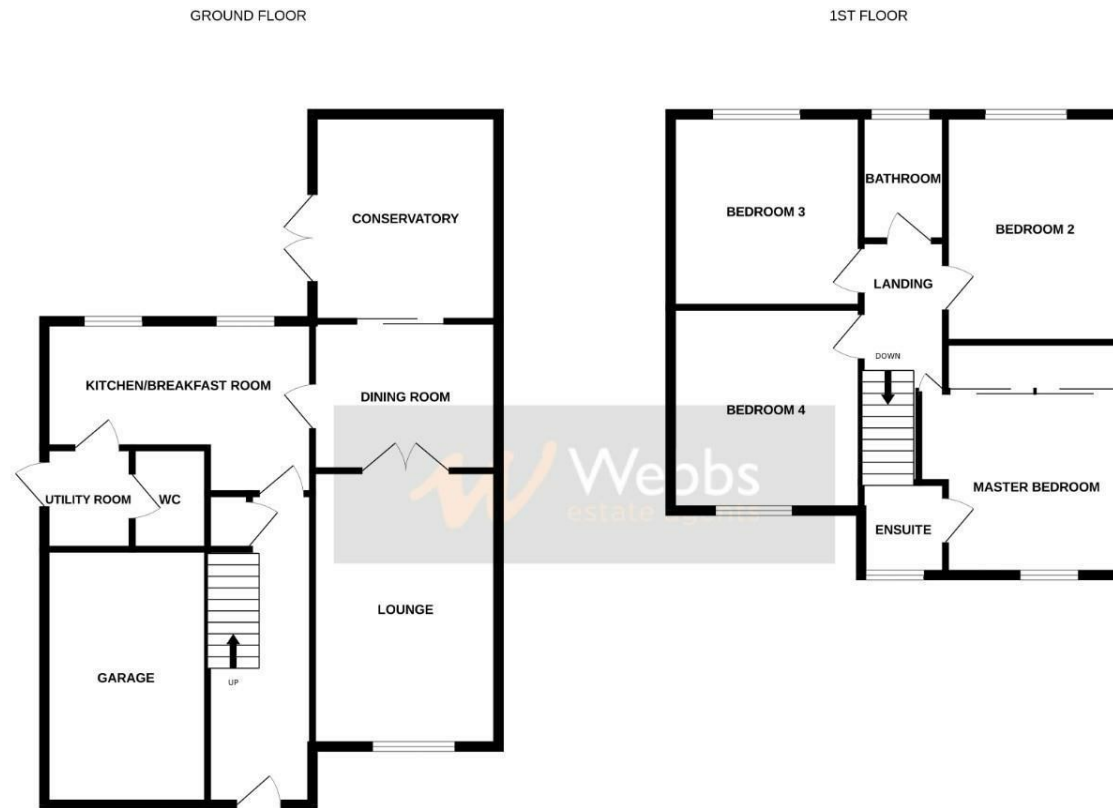 GROUND FLOOR
1ST FLOOR
CONSERVATORY
KITCHEN/BREAKFAST ROOM
DINING ROOM
UTILITY ROOM
WC
LOUNGE
GARAGE
UP
BEDROOM 3
BATHROOM
BEDROOM 2
LANDING
DOWN
BEDROOM 4
MASTER BEDROOM
ENSUITE
Webbs
estate agents